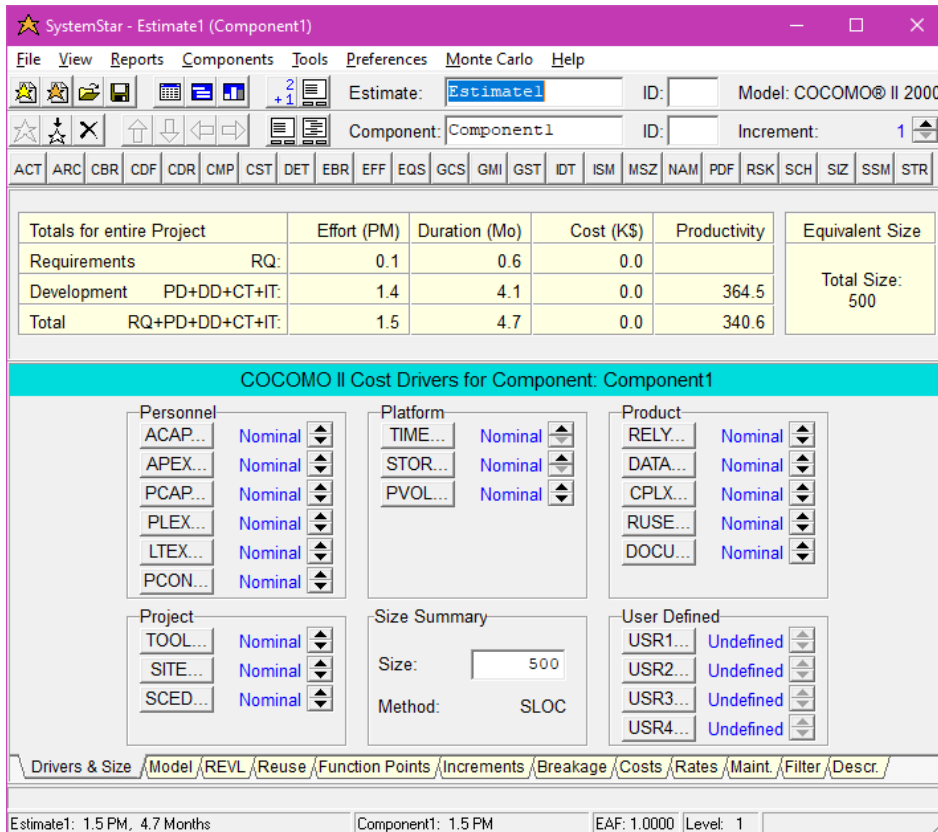 SystemStar - Estimate1 (Component1)
File View Reports Components Tools Preferences Monte Carlo Help
2 +1 Estimate: Estimate1 ID: Model: COCOMO® II 2000
Component: Component1 ID: Increment: 1
ACT ARC CBR CDF CDR CMP CST DET EBR EFF EQS GCS GMI GST IDT ISM MSZ NAM PDF RSK SCH SIZ SSM STR
Totals for entire Project Effort (PM) Duration (Mo) Cost (K$) Productivity Equivalent Size
Requirements RQ: 0.1 0.6 0.0
Development PD+DD+CT+IT: 1.4 4.1 0.0 364.5 Total Size:
500
Total RQ+PD+DD+CT+IT: 1.5 4.7 0.0 340.6
COCOMO II Cost Drivers for Component: Component1
Personnel Platform Product
ACAP... Nominal TIME... Nominal RELY... Nominal
APEX... Nominal STOR... Nominal DATA... Nominal
PCAP... Nominal PVOL... Nominal CPLX... Nominal
PLEX... Nominal RUSE... Nominal
LTEX... Nominal DOCU... Nominal
PCON... Nominal
Project Size Summary User Defined
TOOL... Nominal USR1... Undefined
SITE... Nominal Size: 500 USR2... Undefined
SCED... Nominal Method: SLOC USR3... Undefined
USR4... Undefined
Drivers & Size Model REVL Reuse Function Points Increments Breakage Costs Rates Maint. Filter Descr.
Estimate1: 1.5 PM, 4.7 Months Component1: 1.5 PM EAF: 1.0000 Level: 1